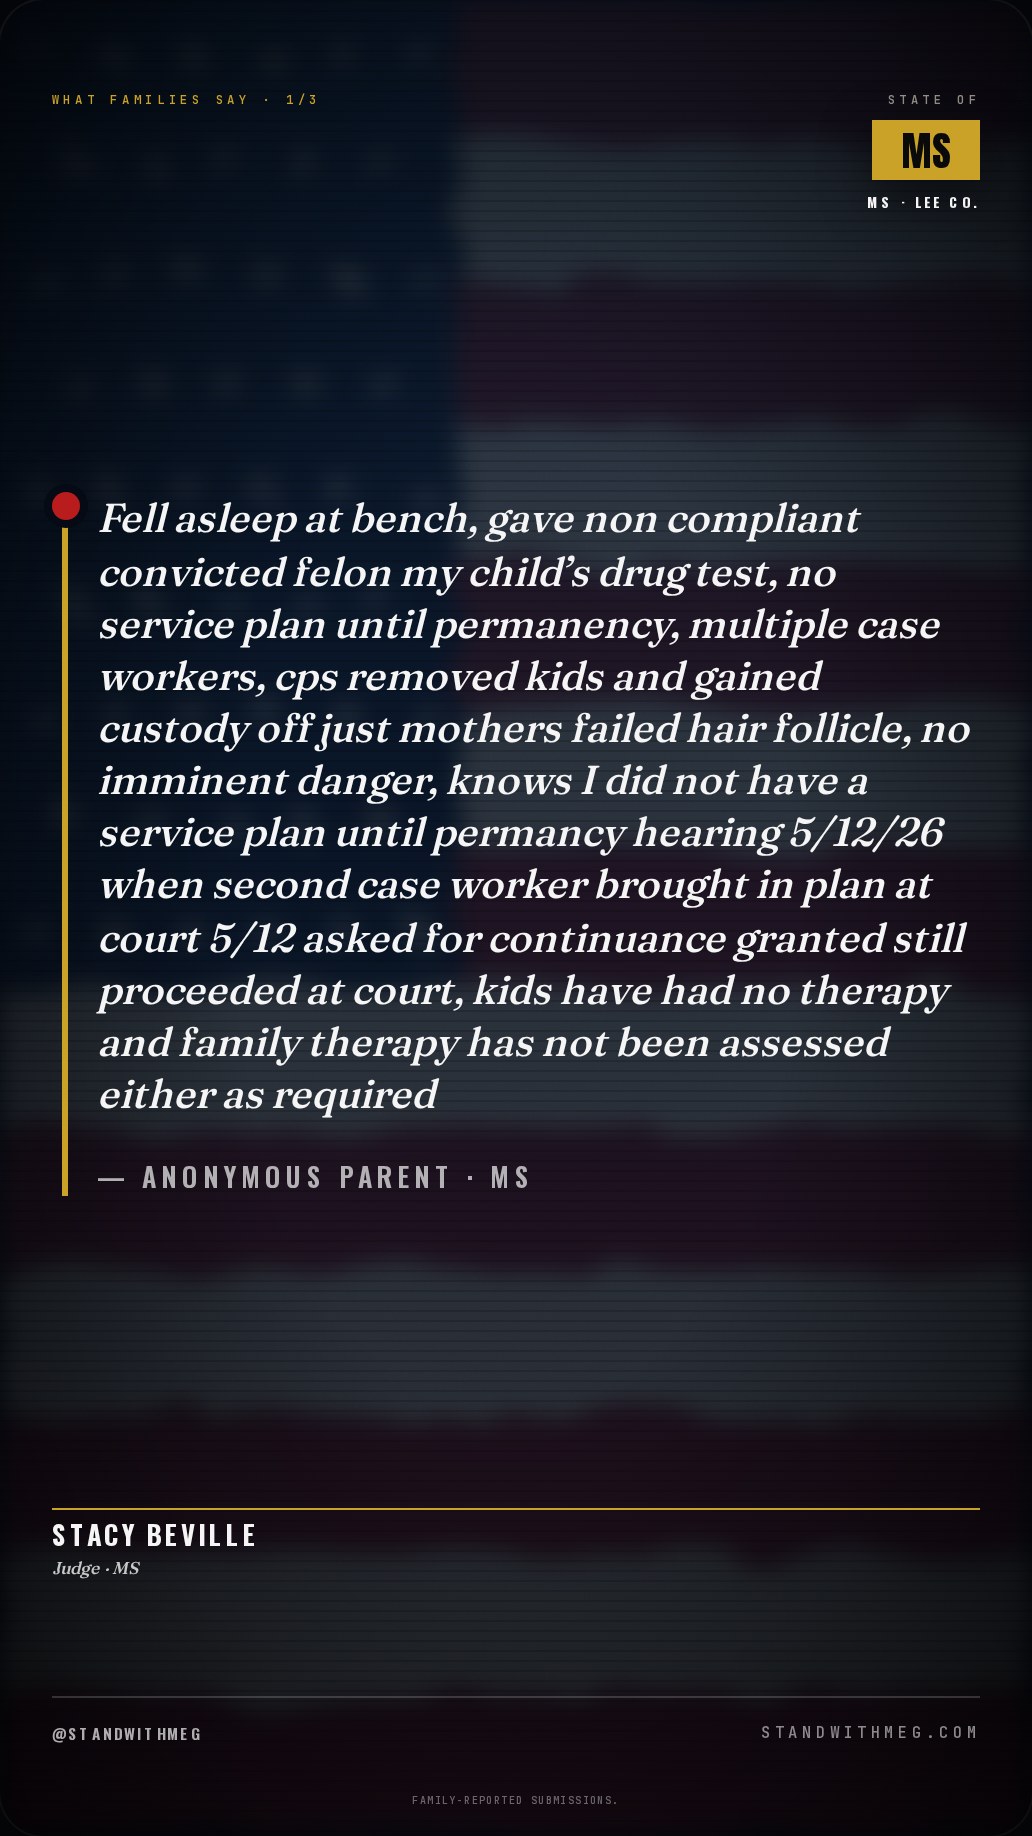 WHAT FAMILIES SAY · 1/3
STATE OF
MS
MS · LEE CO.
Fell asleep at bench, gave non compliant
convicted felon my child’s drug test, no
service plan until permanency, multiple case
workers, cps removed kids and gained
custody off just mothers failed hair follicle, no
imminent danger, knows I did not have a
service plan until permancy hearing 5/12/26
when second case worker brought in plan at
court 5/12 asked for continuance granted still
proceeded at court, kids have had no therapy
and family therapy has not been assessed
either as required
— ANONYMOUS PARENT · MS
STACY BEVILLE
Judge · MS
@STANDWITHMEG
STANDWITHMEG.COM
FAMILY-REPORTED SUBMISSIONS.